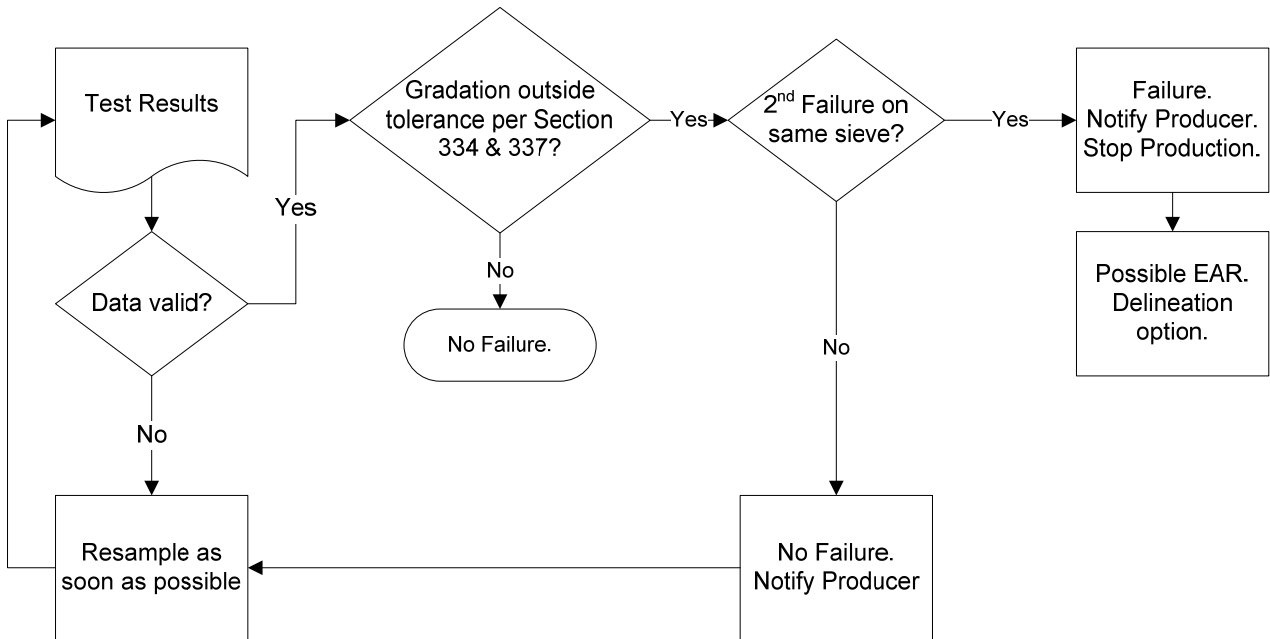 Test Results
Data valid?
Yes
No
Resample as
soon as possible
Gradation outside
tolerance per Section
334 & 337?
No
No Failure.
Yes
2nd Failure on
same sieve?
No
No Failure.
Notify Producer
Yes
Failure.
Notify Producer.
Stop Production.
Possible EAR.
Delineation
option.